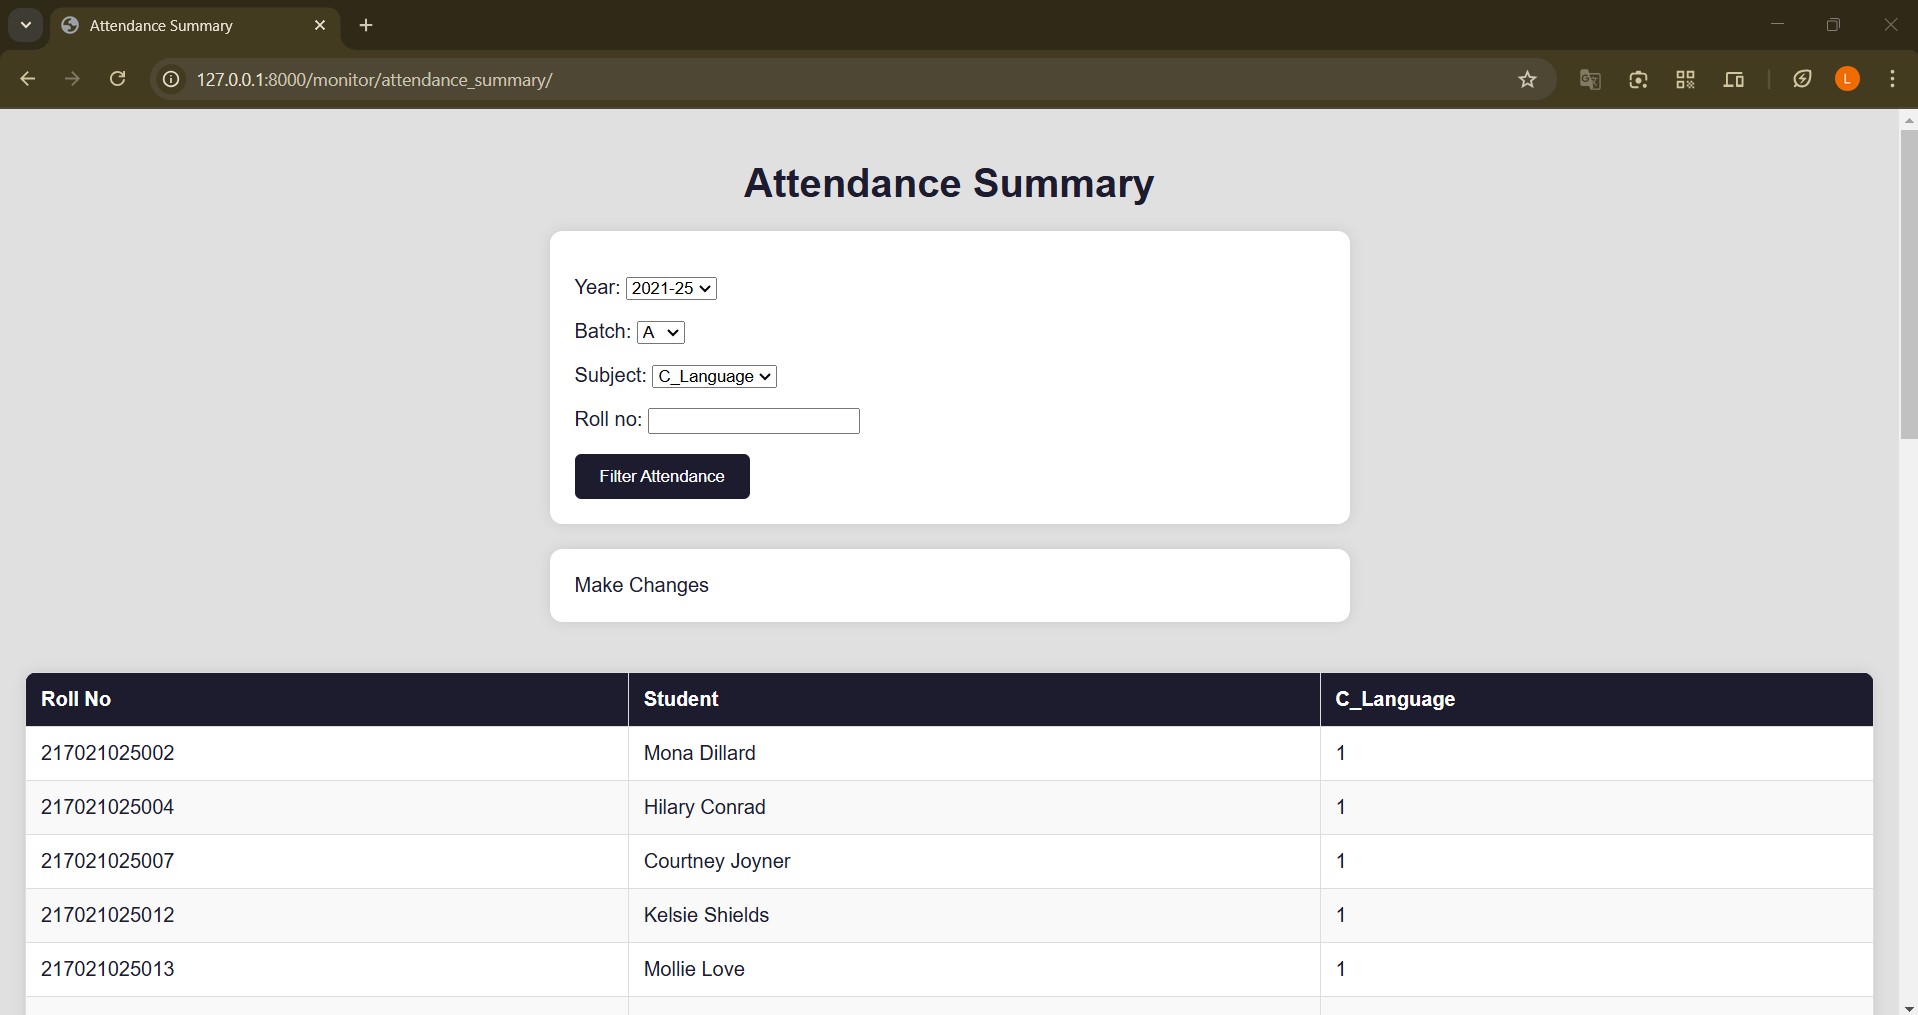 Attendance Summary
127.0.0.1:8000/monitor/attendance_summary/
L
Attendance Summary
Year: 2021-25
Batch: A
Subject: C_Language
Roll no:
Filter Attendance
Make Changes
Roll No Student C_Language
217021025002 Mona Dillard 1
217021025004 Hilary Conrad 1
217021025007 Courtney Joyner 1
217021025012 Kelsie Shields 1
217021025013 Mollie Love 1